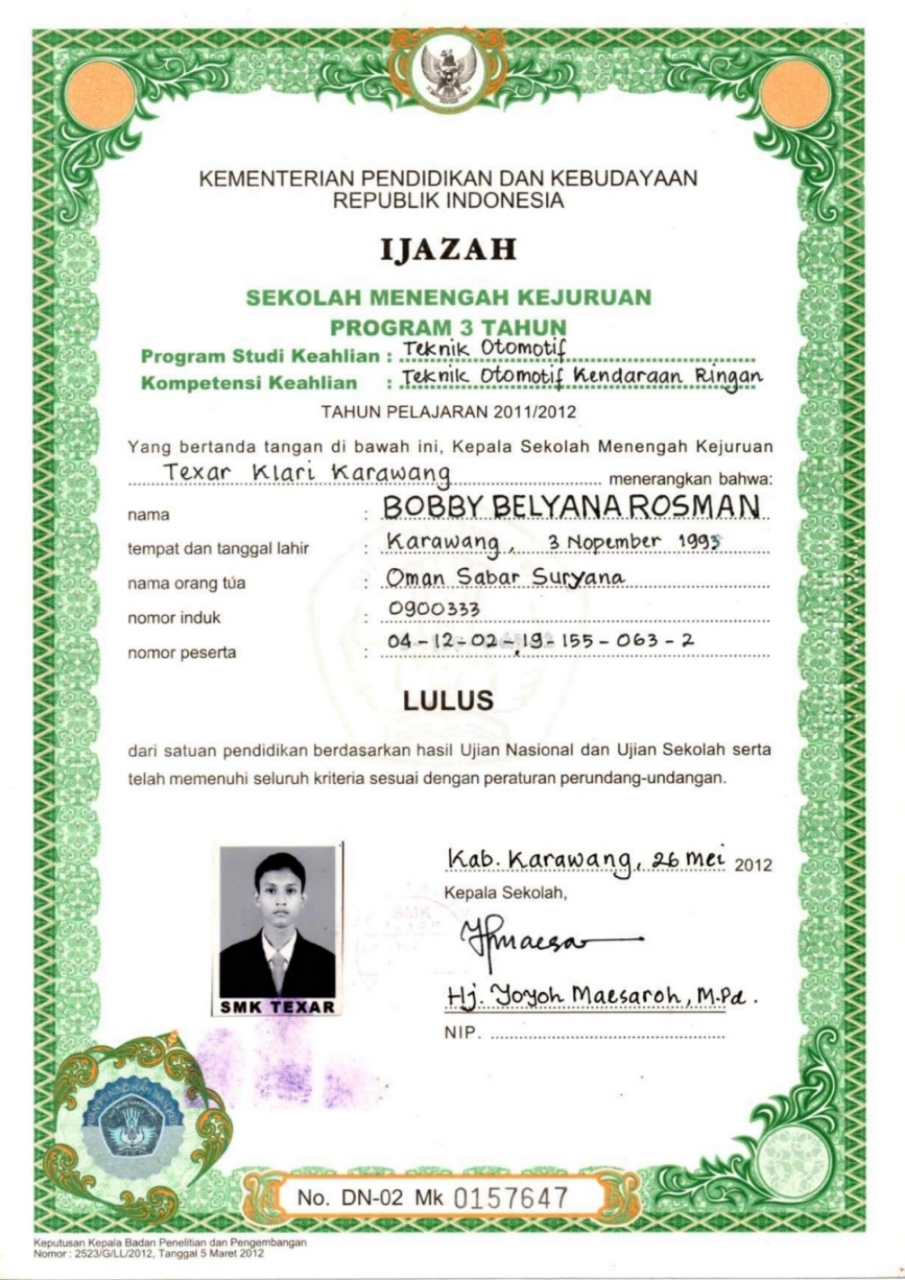 KEMENTERIAN PENDIDIKAN DAN KEBUDAYAAN
REPUBLIK INDONESIA
IJAZAH
SEKOLAH MENENGAH KEJURUAN
PROGRAM 3 TAHUN
Program Studi Keahlian : Teknik Otomotif
Kompetensi Keahlian : Teknik Otomotif Kendaraan Ringan
TAHUN PELAJARAN 2011/2012
Yang bertanda tangan di bawah ini, Kepala Sekolah Menengah Kejuruan
Texar Klari Karawang menerangkan bahwa:
nama : BOBBY BELYANA ROSMAN
tempat dan tanggal lahir : Karawang, 3 Nopember 1993
nama orang tua : Oman Sabar Suryana
nomor induk : 0900333
nomor peserta : 04-12-02-19-155-063-2
LULUS
dari satuan pendidikan berdasarkan hasil Ujian Nasional dan Ujian Sekolah serta
telah memenuhi seluruh kriteria sesuai dengan peraturan perundang-undangan.
Kab. Karawang, 26 Mei 2012
Kepala Sekolah,
Hj. Yoyoh Maesaroh, M.Pd.
NIP.
SMK TEXAR
No. DN-02 Mk 0157647
Keputusan Kepala Badan Penelitian dan Pengembangan
Nomor : 2523/G/LL/2012, Tanggal 5 Maret 2012